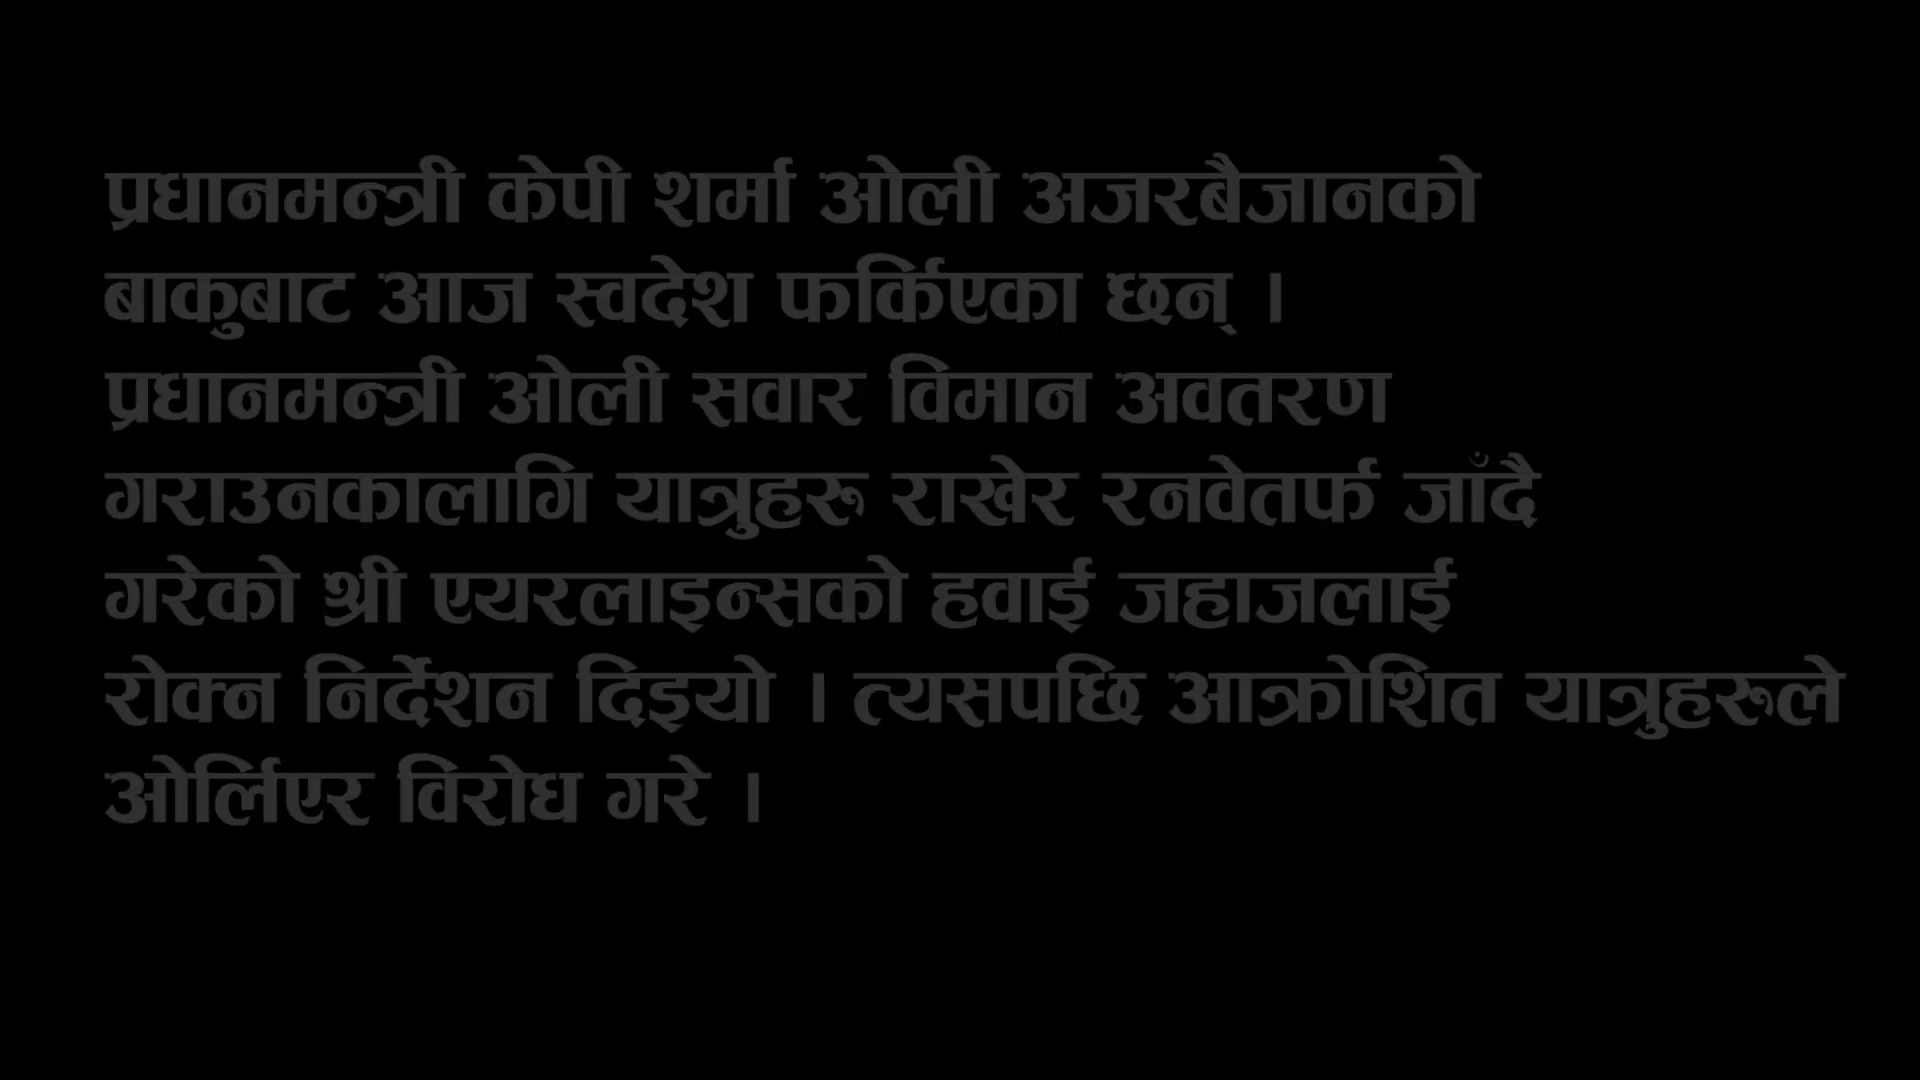 प्रधानमन्त्री केपी शर्मा ओली अजरबैजानको
बाकुबाट आज स्वदेश फर्किएका छन् ।
प्रधानमन्त्री ओली सवार विमान अवतरण
गराउनकालागि यात्रुहरु राखेर रनवेतर्फ जाँदै
गरेको श्री एयरलाइन्सको हवाई जहाजलाई
रोक्न निर्देशन दिइयो । त्यसपछि आक्रोशित यात्रुहरुले
ओर्लिएर विरोध गरे ।